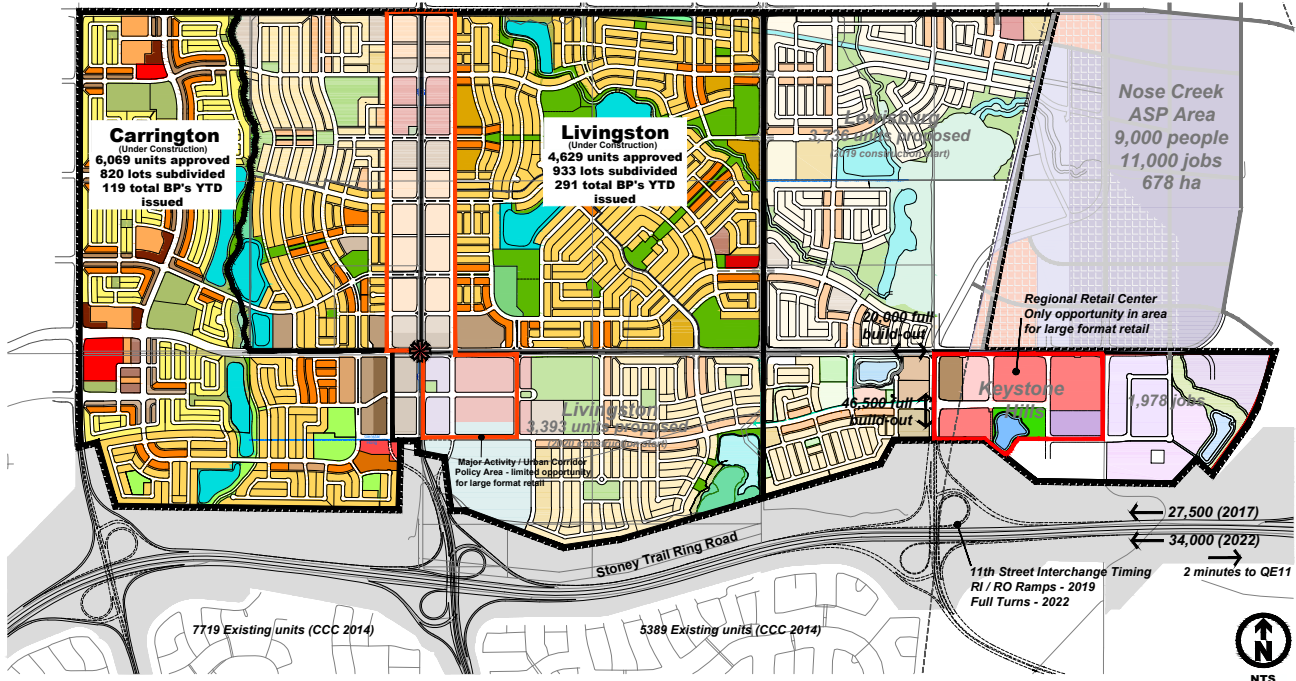 Carrington
(Under Construction)
6,069 units approved
820 lots subdivided
119 total BP's YTD
issued
Livingston
(Under Construction)
4,629 units approved
933 lots subdivided
291 total BP's YTD
issued
Lewisburg
3,736 units proposed
(2019 construction start)
Nose Creek
ASP Area
9,000 people
11,000 jobs
678 ha
Regional Retail Center
Only opportunity in area
for large format retail
20,000 full
build-out
46,500 full
build-out
Keystone
Hills
1,978 jobs
Livingston
3,393 units proposed
Major Activity / Urban Corridor
Policy Area - limited opportunity
for large format retail
Stoney Trail Ring Road
27,500 (2017)
34,000 (2022)
2 minutes to QE11
11th Street Interchange Timing
RI / RO Ramps - 2019
Full Turns - 2022
7719 Existing units (CCC 2014)
5389 Existing units (CCC 2014)
N
NTS